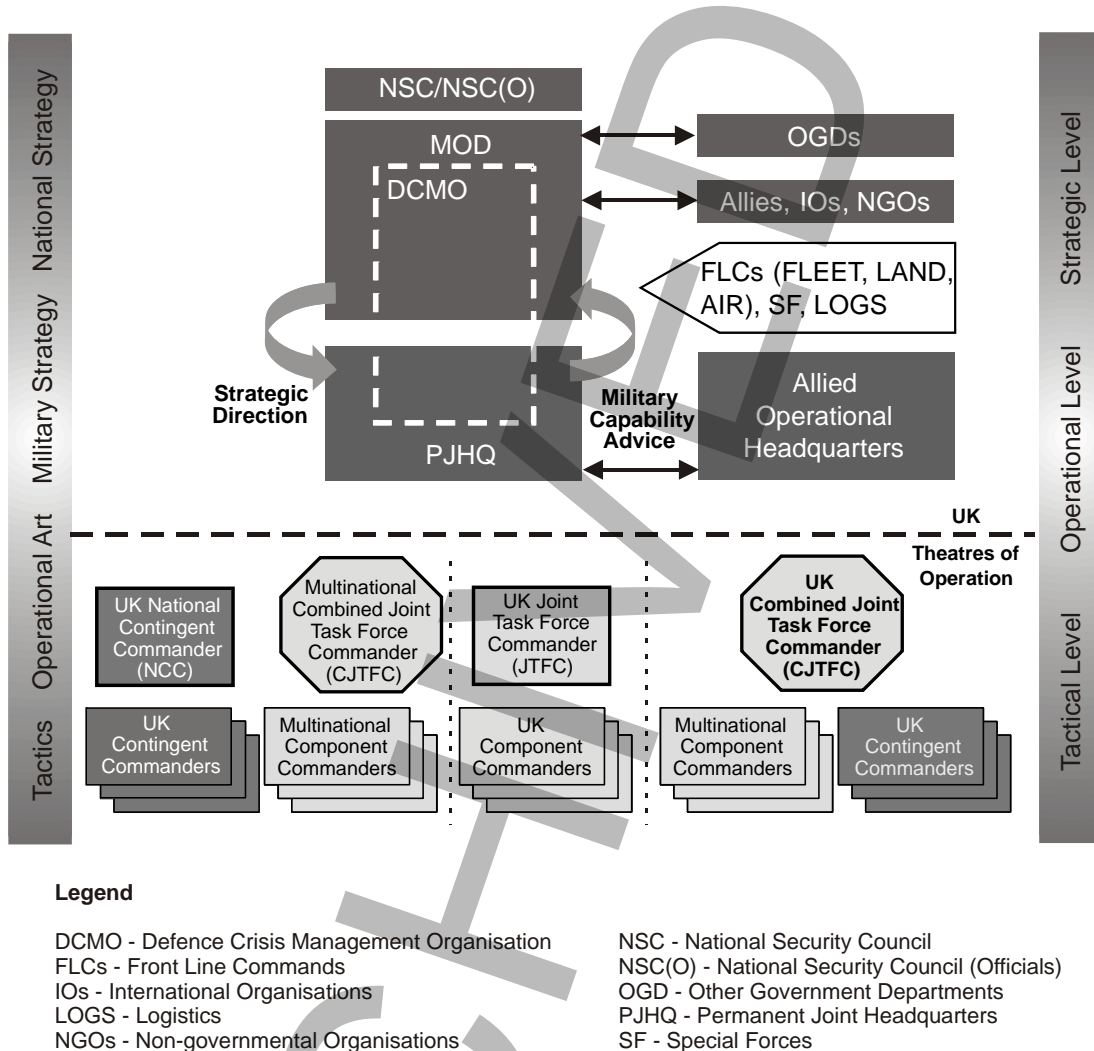 National Strategy
Military Strategy
Operational Art
Tactics
Strategic Level
Operational Level
Tactical Level
NSC/NSC(O)
MOD
DCMO
OGDs
Allies, IOs, NGOs
FLCs (FLEET, LAND,
AIR), SF, LOGS
Strategic
Direction
Military
Capability
Advice
PJHQ
Allied
Operational
Headquarters
UK
Theatres of
Operation
UK National
Contingent
Commander
(NCC)
Multinational
Combined Joint
Task Force
Commander
(CJTFC)
UK Joint
Task Force
Commander
(JTFC)
UK
Combined Joint
Task Force
Commander
(CJTFC)
UK
Contingent
Commanders
Multinational
Component
Commanders
UK
Component
Commanders
Multinational
Component
Commanders
UK
Contingent
Commanders
Legend
DCMO - Defence Crisis Management Organisation
FLCs - Front Line Commands
IOs - International Organisations
LOGS - Logistics
NGOs - Non-governmental Organisations
NSC - National Security Council
NSC(O) - National Security Council (Officials)
OGD - Other Government Departments
PJHQ - Permanent Joint Headquarters
SF - Special Forces